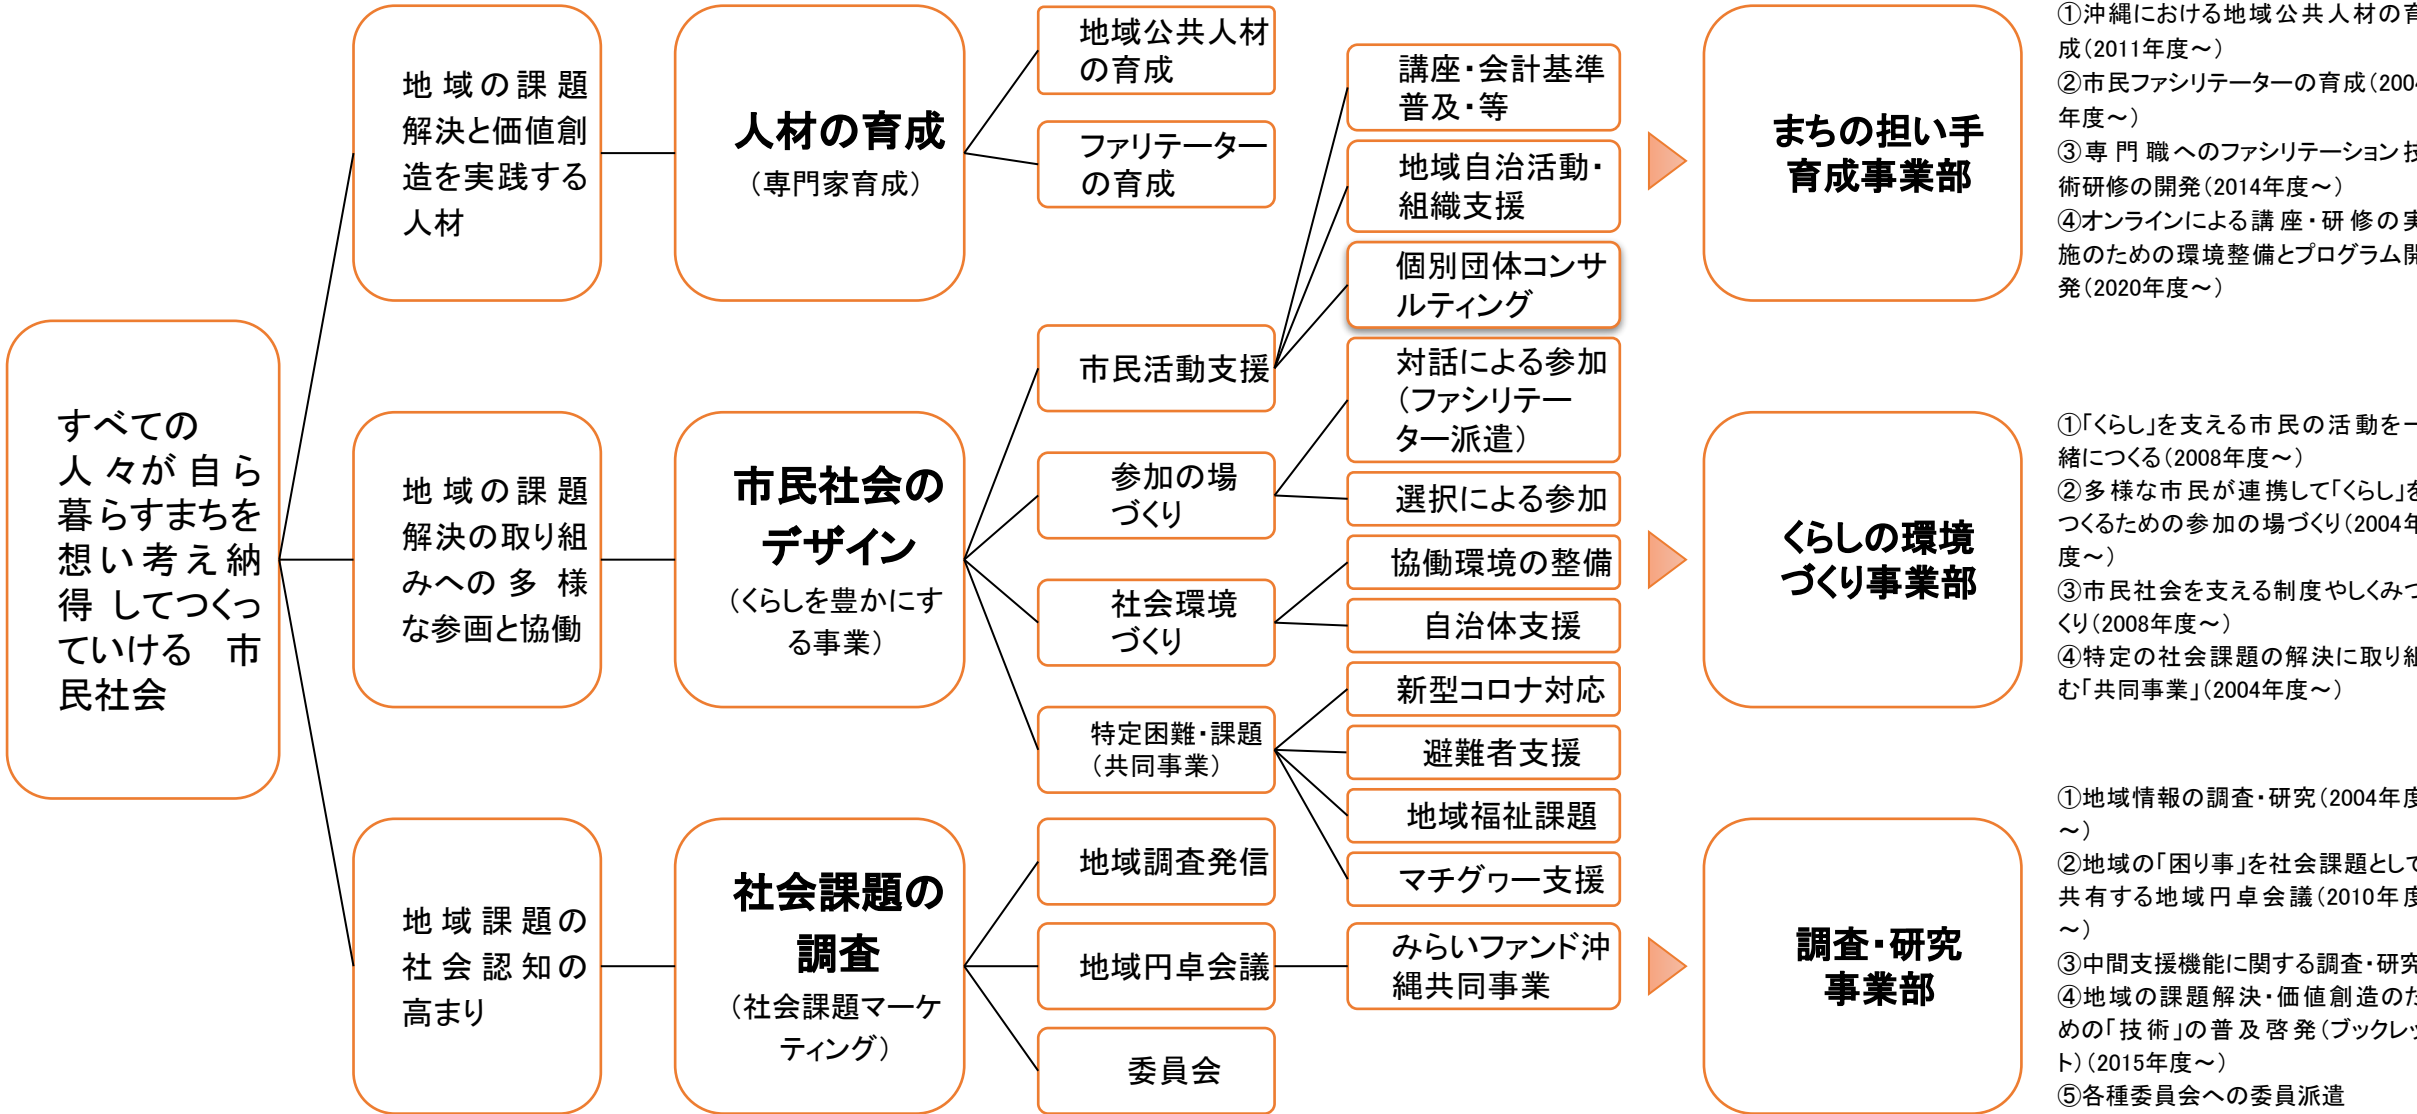 すべての
人々が自ら
暮らすまちを
想い考え納
得 してつくっ
ていける 市
民社会
地域の課題
解決と価値創
造を実践する
人材
地域の課題
解決の取り組
みへの多 様
な参画と協働
地域課題の
社会認知の
高まり
人材の育成
（専門家育成）
市民社会の
デザイン
（くらしを豊かにす
る事業）
社会課題の
調査
（社会課題マーケ
ティング）
地域公共人材
の育成
ファリテーター
の育成
市民活動支援
参加の場
づくり
社会環境
づくり
特定困難・課題
（共同事業）
地域調査発信
地域円卓会議
委員会
講座・会計基準
普及・等
地域自治活動・
組織支援
個別団体コンサ
ルティング
対話による参加
（ファシリテー
ター派遣）
選択による参加
協働環境の整備
自治体支援
新型コロナ対応
避難者支援
地域福祉課題
マチグヮー支援
みらいファンド沖
縄共同事業
まちの担い手
育成事業部
くらしの環境
づくり事業部
調査・研究
事業部
①沖縄における地域公共人材の育
成（2011年度～）
②市民ファシリテーターの育成（2004
年度～）
③専門職へのファシリテーション技
術研修の開発（2014年度～）
④オンラインによる講座・研修の実
施のための環境整備とプログラム開
発（2020年度～）
①「くらし」を支える市民の活動を一
緒につくる（2008年度～）
②多様な市民が連携して「くらし」を
つくるための参加の場づくり（2004年
度～）
③市民社会を支える制度やしくみづ
くり（2008年度～）
④特定の社会課題の解決に取り組
む「共同事業」（2004年度～）
①地域情報の調査・研究（2004年度
～）
②地域の「困り事」を社会課題として
共有する地域円卓会議（2010年度
～）
③中間支援機能に関する調査・研究
④地域の課題解決・価値創造のた
めの「技術」の普及啓発（ブックレッ
ト）（2015年度～）
⑤各種委員会への委員派遣